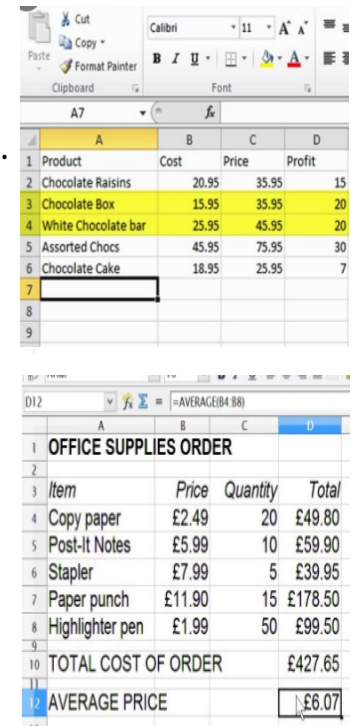 Cut
Calibri 11 A A
Copy
Paste
Format Painter
B I U A
Clipboard Font
A7 fx
A B C D
1 Product Cost Price Profit
2 Chocolate Raisins 20.95 35.95 15
3 Chocolate Box 15.95 35.95 20
4 White Chocolate bar 25.95 45.95 20
5 Assorted Chocs 45.95 75.95 30
6 Chocolate Cake 18.95 25.95 7
7
8
9
D12 fx Σ = =AVERAGE(B4:B8)
A B C D
1 OFFICE SUPPLIES ORDER
2
3 Item Price Quantity Total
4 Copy paper £2.49 20 £49.80
5 Post-It Notes £5.99 10 £59.90
6 Stapler £7.99 5 £39.95
7 Paper punch £11.90 15 £178.50
8 Highlighter pen £1.99 50 £99.50
9
10 TOTAL COST OF ORDER £427.65
11
12 AVERAGE PRICE £6.07